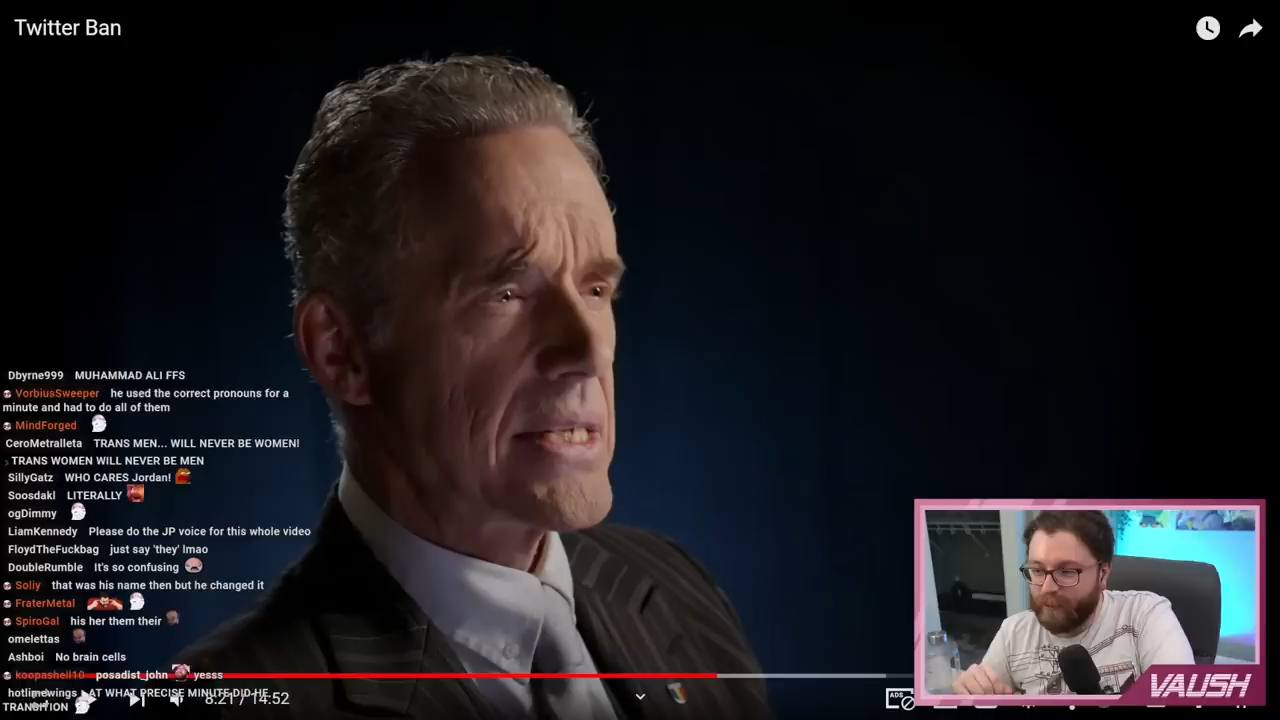 Twitter Ban
Dbyrne999 MUHAMMAD ALI FFS
VorbiusSweeper he used the correct pronouns for a
minute and had to do all of them
MindForged
CeroMetralleta TRANS MEN... WILL NEVER BE WOMEN!
TRANS WOMEN WILL NEVER BE MEN
SillyGatz WHO CARES Jordan!
Soosdakl LITERALLY
ogDimmy
LiamKennedy Please do the JP voice for this whole video
FloydTheFuckbag just say 'they' lmao
DoubleRumble It's so confusing
Soliy that was his name then but he changed it
FraterMetal
SpiroGal his her them their
omelettas
Ashboi No brain cells
koopashell10 posadist_john yesss
hotlinewings AT WHAT PRECISE MINUTE DID HE
TRANSITION
8:21 / 14:52
ADS
VAUSH